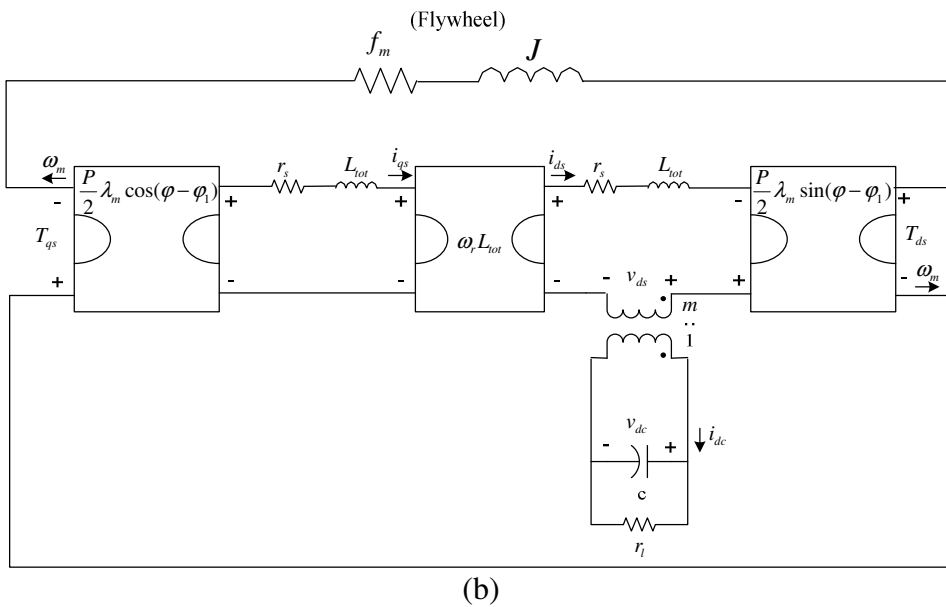 (Flywheel)
f_m
J
ω_m
P/2 λ_m cos(φ−φ_1)
r_s
L_tot
i_qs
i_ds
r_s
L_tot
P/2 λ_m sin(φ−φ_1)
-
+
+
+
-
+
T_qs
ω_r L_tot
T_ds
+
-
-
-
-
v_ds
+
+
-
ω_m
m
:
1
v_dc
i_dc
-
+
c
r_l
(b)